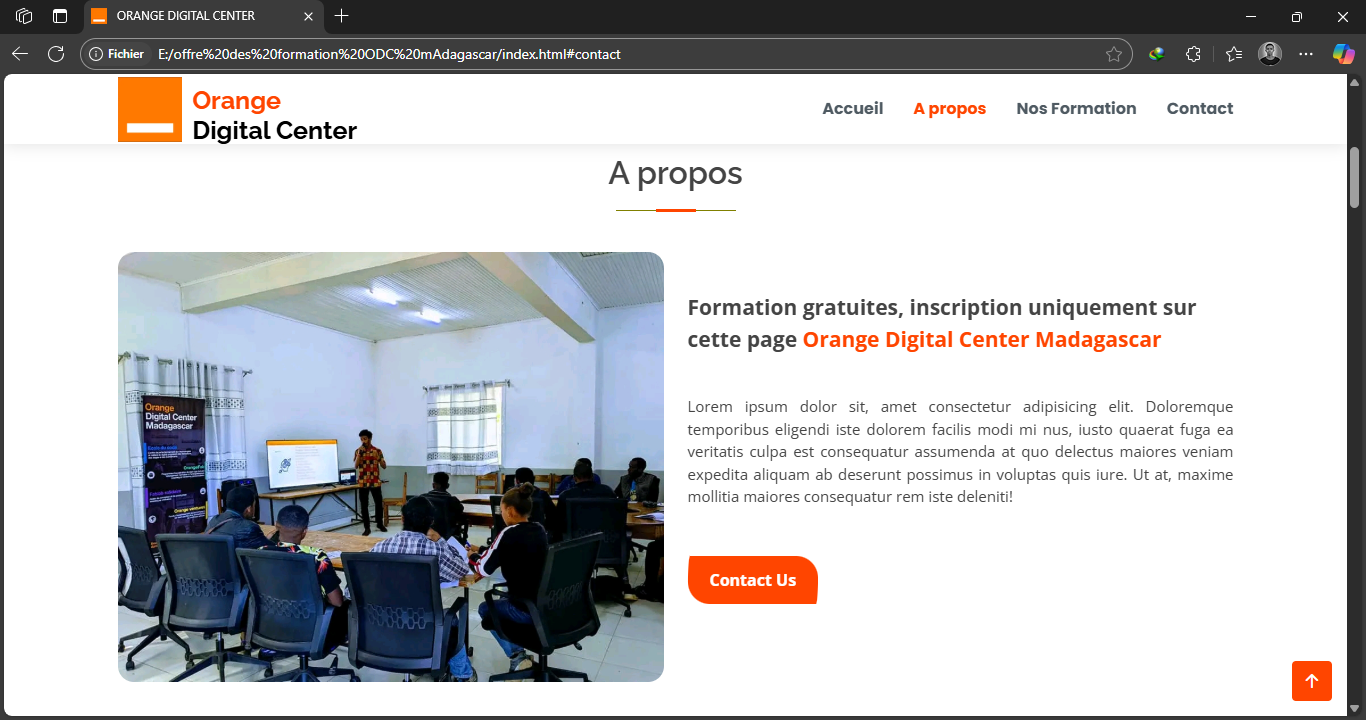 ORANGE DIGITAL CENTER
Fichier E:/offre%20des%20formation%20ODC%20mAdagascar/index.html#contact
Orange
Digital Center
Accueil A propos Nos Formation Contact
A propos
Orange
Digital Center
Madagascar
Formation gratuites, inscription uniquement sur
cette page Orange Digital Center Madagascar
Lorem ipsum dolor sit, amet consectetur adipisicing elit. Doloremque
temporibus eligendi iste dolorem facilis modi mi nus, iusto quaerat fuga ea
veritatis culpa est consequatur assumenda at quo delectus maiores veniam
expedita aliquam ab deserunt possimus in voluptas quis iure. Ut at, maxime
mollitia maiores consequatur rem iste deleniti!
Contact Us